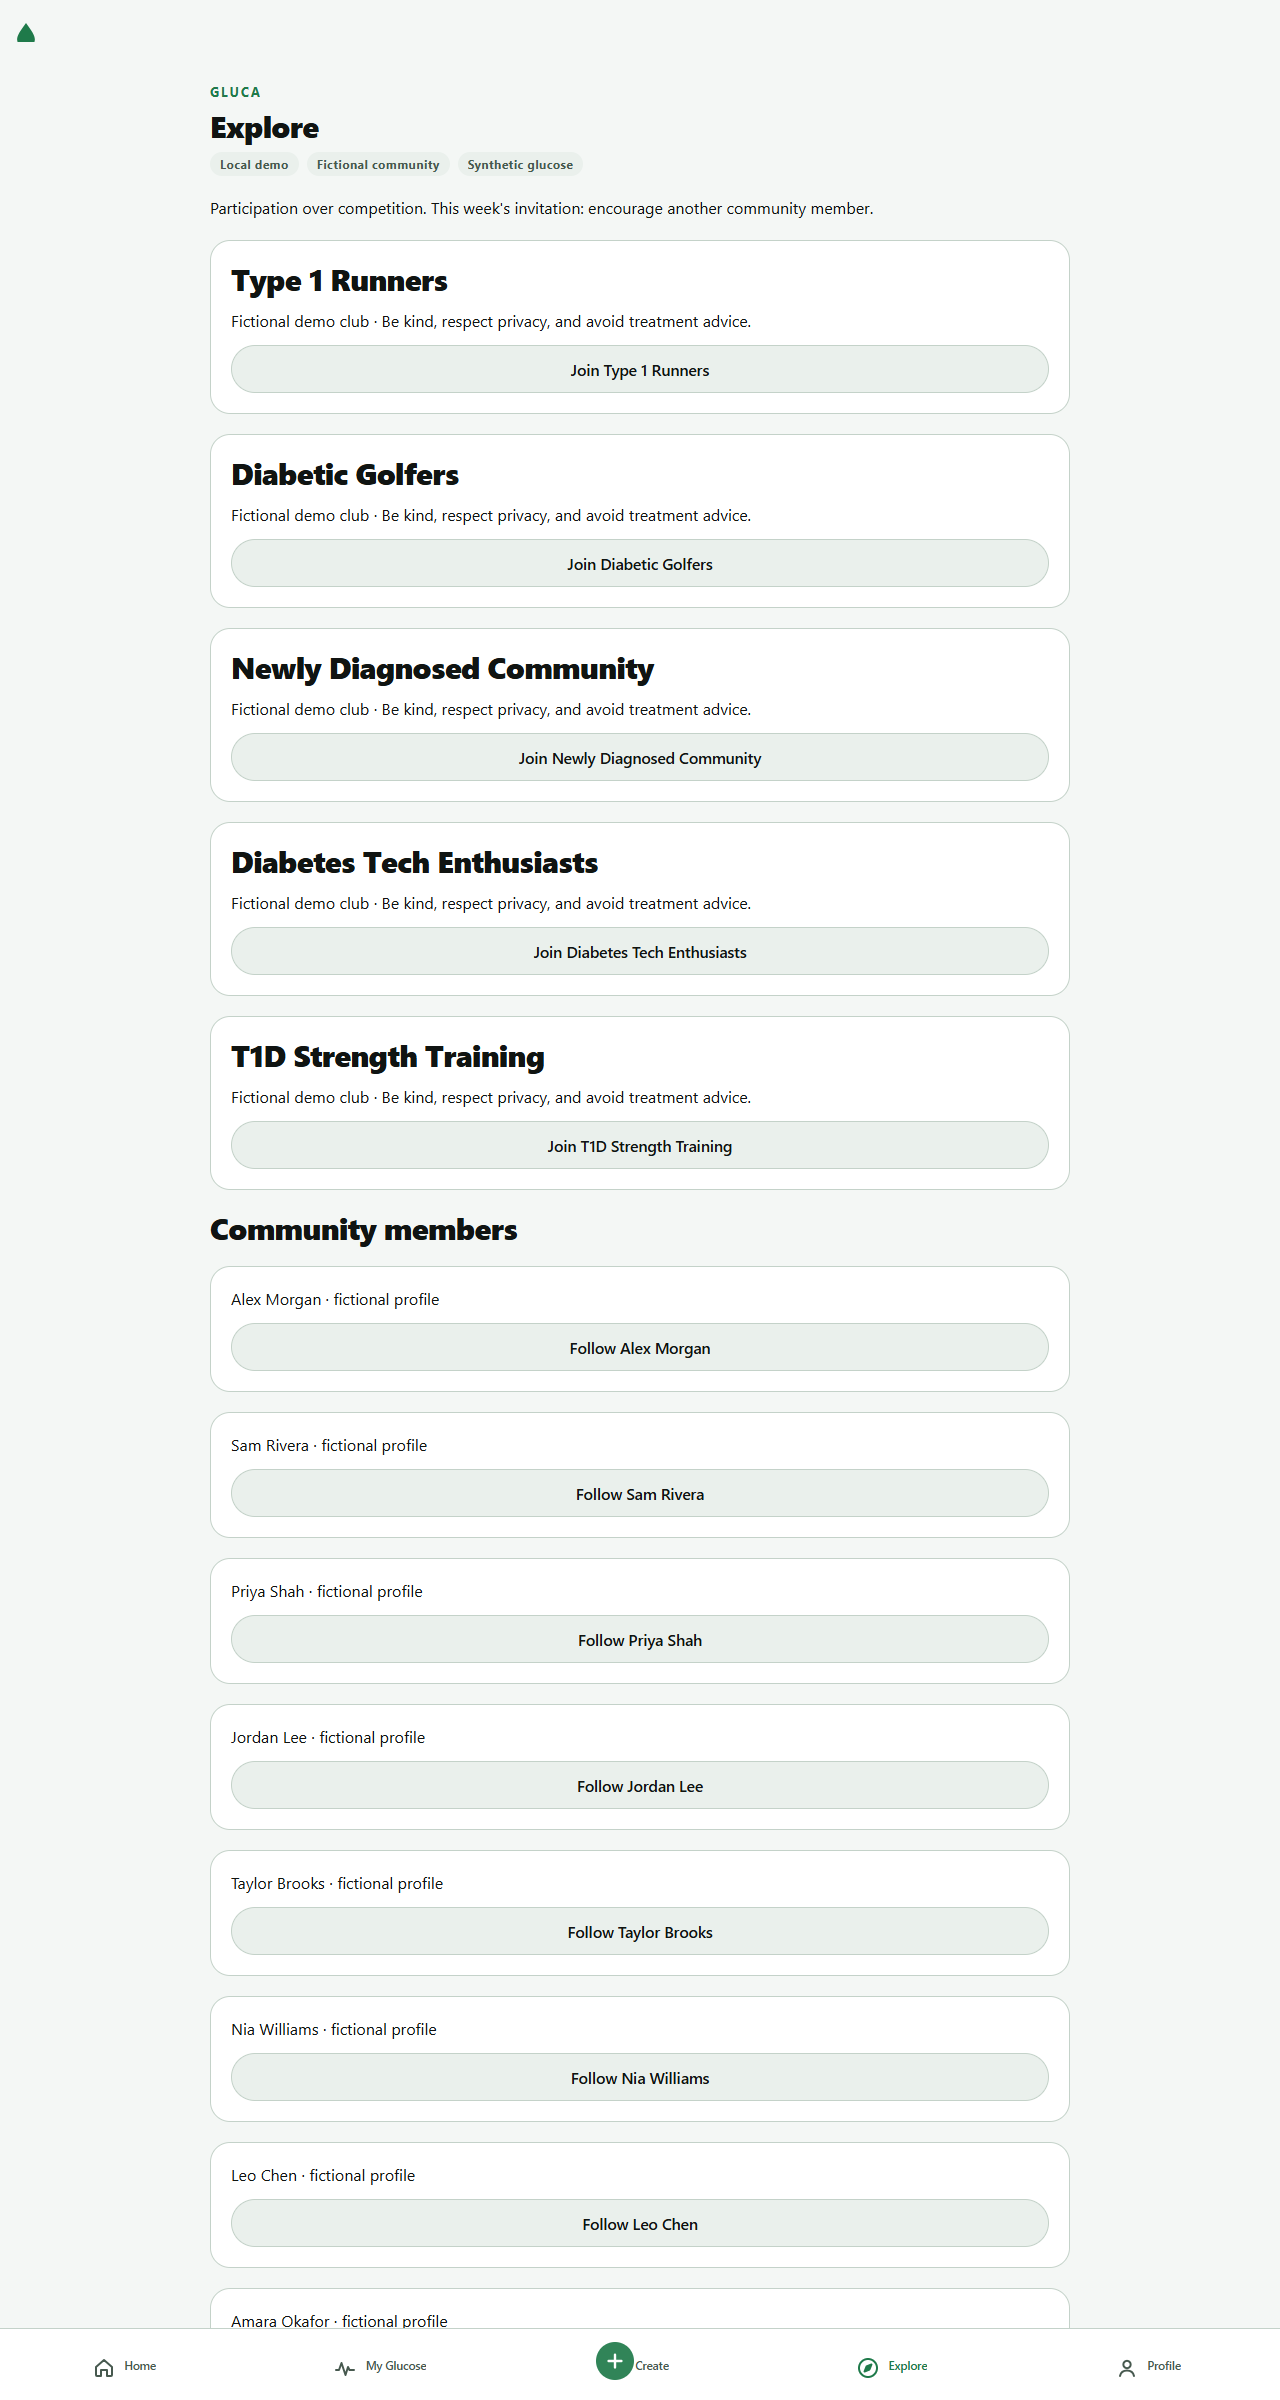 GLUCA
Explore
Local demo Fictional community Synthetic glucose
Participation over competition. This week's invitation: encourage another community member.
Type 1 Runners
Fictional demo club · Be kind, respect privacy, and avoid treatment advice.
Join Type 1 Runners
Diabetic Golfers
Fictional demo club · Be kind, respect privacy, and avoid treatment advice.
Join Diabetic Golfers
Newly Diagnosed Community
Fictional demo club · Be kind, respect privacy, and avoid treatment advice.
Join Newly Diagnosed Community
Diabetes Tech Enthusiasts
Fictional demo club · Be kind, respect privacy, and avoid treatment advice.
Join Diabetes Tech Enthusiasts
T1D Strength Training
Fictional demo club · Be kind, respect privacy, and avoid treatment advice.
Join T1D Strength Training
Community members
Alex Morgan · fictional profile
Follow Alex Morgan
Sam Rivera · fictional profile
Follow Sam Rivera
Priya Shah · fictional profile
Follow Priya Shah
Jordan Lee · fictional profile
Follow Jordan Lee
Taylor Brooks · fictional profile
Follow Taylor Brooks
Nia Williams · fictional profile
Follow Nia Williams
Leo Chen · fictional profile
Follow Leo Chen
Amara Okafor · fictional profile
Home My Glucose Create Explore Profile